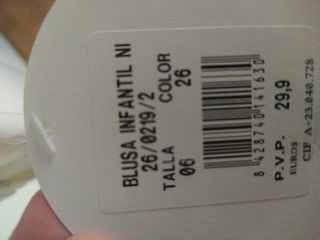 BLUSA INFANTIL NI
26/0219/2
COLOR
26
TALLA
06
8 428740 141630
P.V.P. 29,9
EUROS
CIF. A-23.040.728